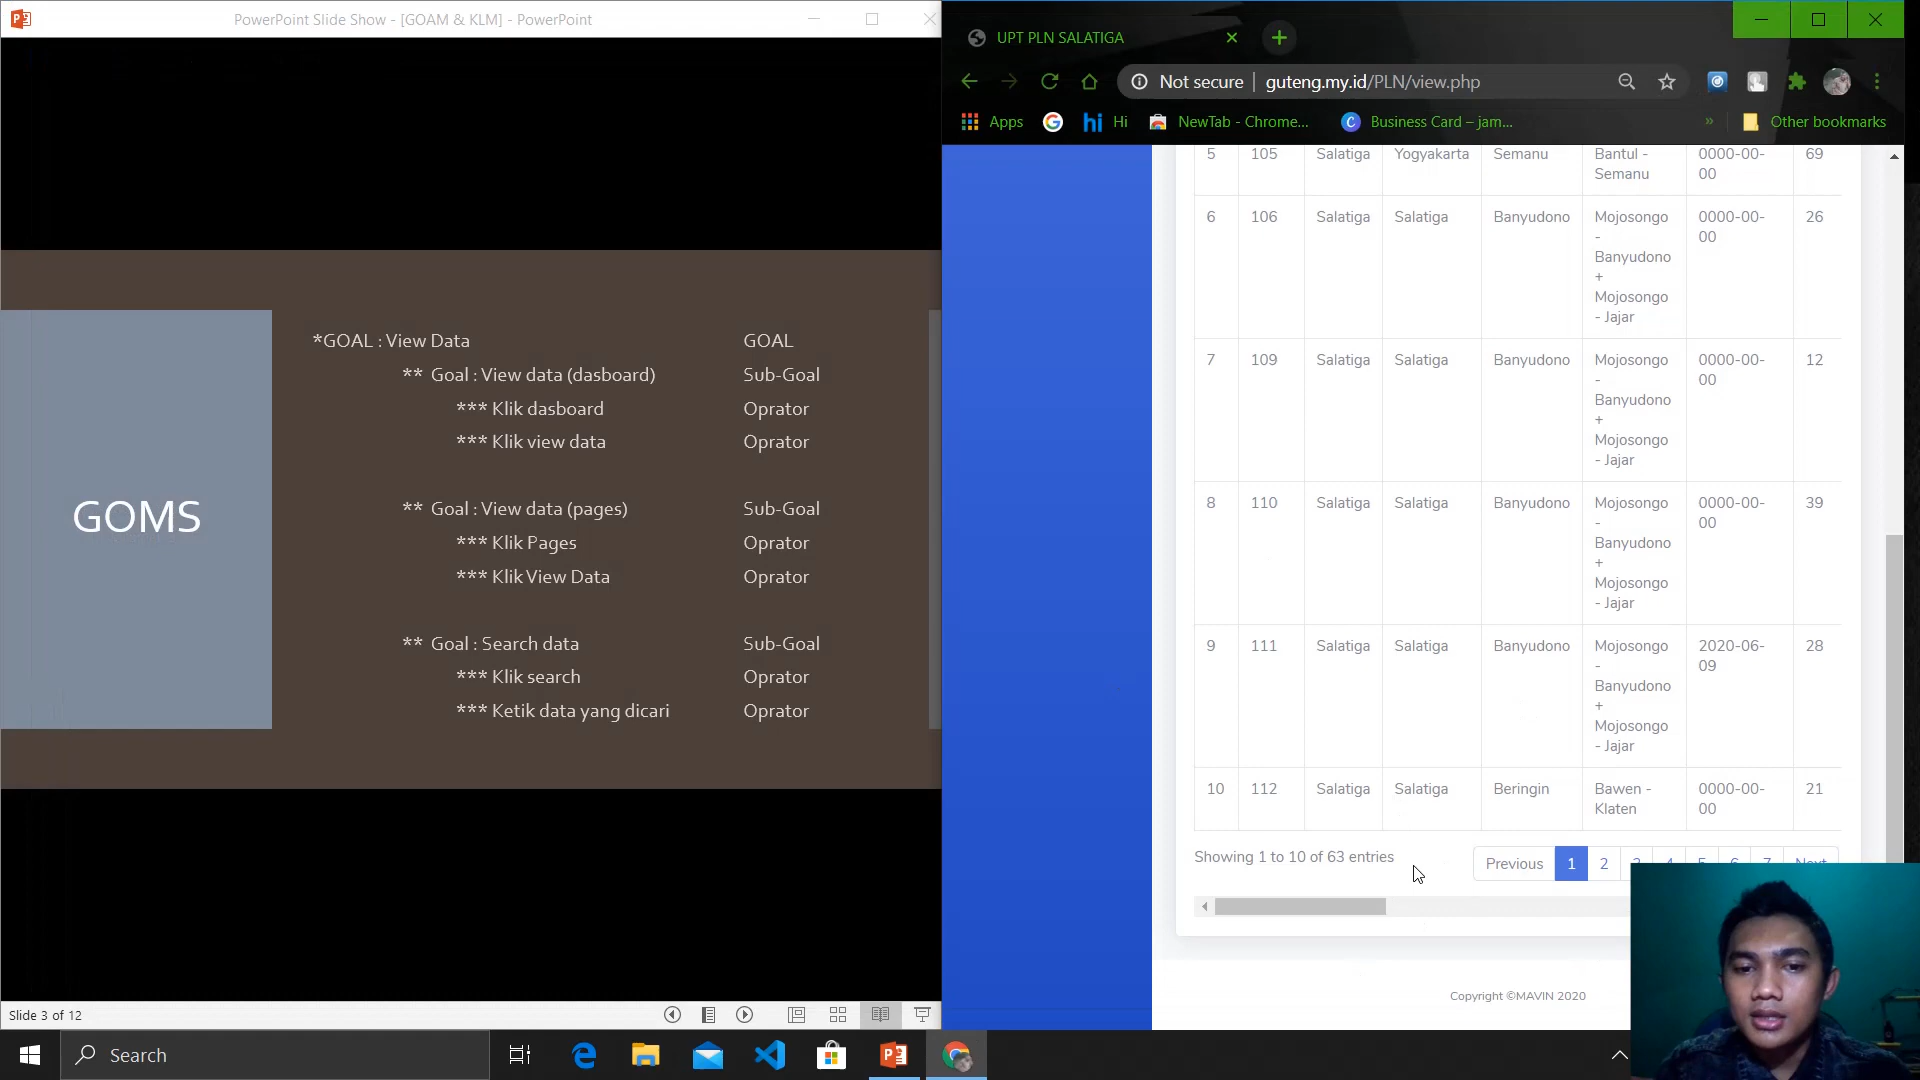 PowerPoint Slide Show - [GOAM & KLM] - PowerPoint
GOMS
*GOAL : View Data GOAL
** Goal : View data (dasboard) Sub-Goal
*** Klik dasboard Oprator
*** Klik view data Oprator
** Goal : View data (pages) Sub-Goal
*** Klik Pages Oprator
*** Klik View Data Oprator
** Goal : Search data Sub-Goal
*** Klik search Oprator
*** Ketik data yang dicari Oprator
Slide 3 of 12
UPT PLN SALATIGA
Not secure | guteng.my.id/PLN/view.php
Apps Hi NewTab - Chrome... Business Card – jam... » Other bookmarks
5 105 Salatiga Yogyakarta Semanu Bantul - 0000-00- 69
Semanu 00
6 106 Salatiga Salatiga Banyudono Mojosongo 0000-00- 26
- 00
Banyudono
+
Mojosongo
- Jajar
7 109 Salatiga Salatiga Banyudono Mojosongo 0000-00- 12
- 00
Banyudono
+
Mojosongo
- Jajar
8 110 Salatiga Salatiga Banyudono Mojosongo 0000-00- 39
- 00
Banyudono
+
Mojosongo
- Jajar
9 111 Salatiga Salatiga Banyudono Mojosongo 2020-06- 28
- 09
Banyudono
+
Mojosongo
- Jajar
10 112 Salatiga Salatiga Beringin Bawen - 0000-00- 21
Klaten 00
Showing 1 to 10 of 63 entries Previous 1 2 3 4 5 6 7 Next
Copyright ©MAVIN 2020
Search